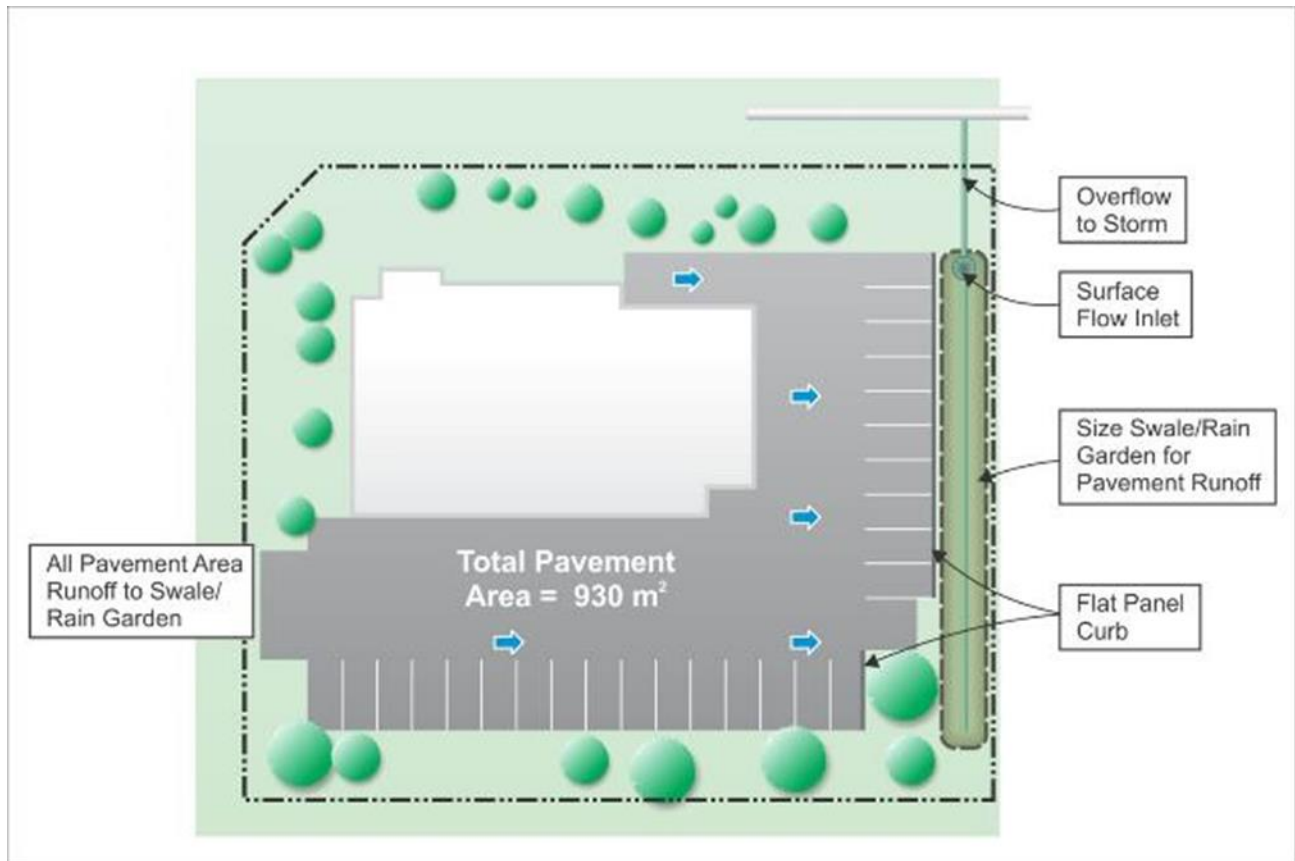 Overflow
to Storm
Surface
Flow Inlet
Size Swale/Rain
Garden for
Pavement Runoff
All Pavement Area
Runoff to Swale/
Rain Garden
Total Pavement
Area = 930 m²
Flat Panel
Curb